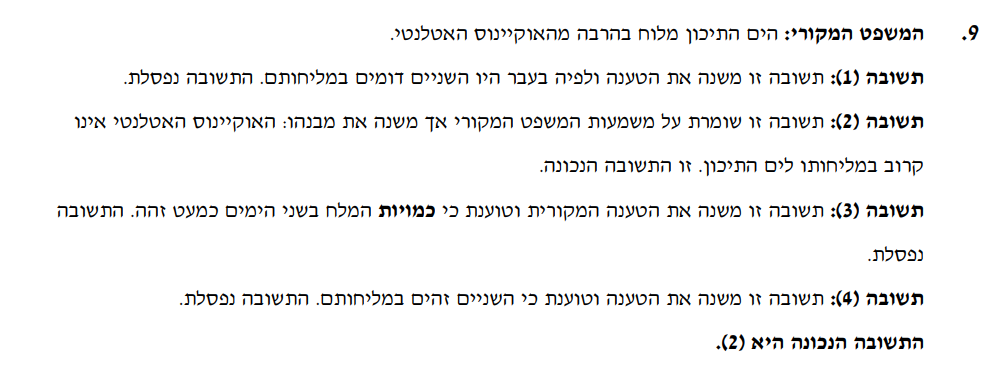 9. המשפט המקורי: הים התיכון מלוח בהרבה מהאוקיינוס האטלנטי.
תשובה (1): תשובה זו משנה את הטענה ולפיה בעבר היו השניים דומים במליחותם. התשובה נפסלת.
תשובה (2): תשובה זו שומרת על משמעות המשפט המקורי אך משנה את מבנהו: האוקיינוס האטלנטי אינו
קרוב במליחותו לים התיכון. זו התשובה הנכונה.
תשובה (3): תשובה זו משנה את הטענה המקורית וטוענת כי כמויות המלח בשני הימים כמעט זהה. התשובה
נפסלת.
תשובה (4): תשובה זו משנה את הטענה וטוענת כי השניים זהים במליחותם. התשובה נפסלת.
התשובה הנכונה היא (2).